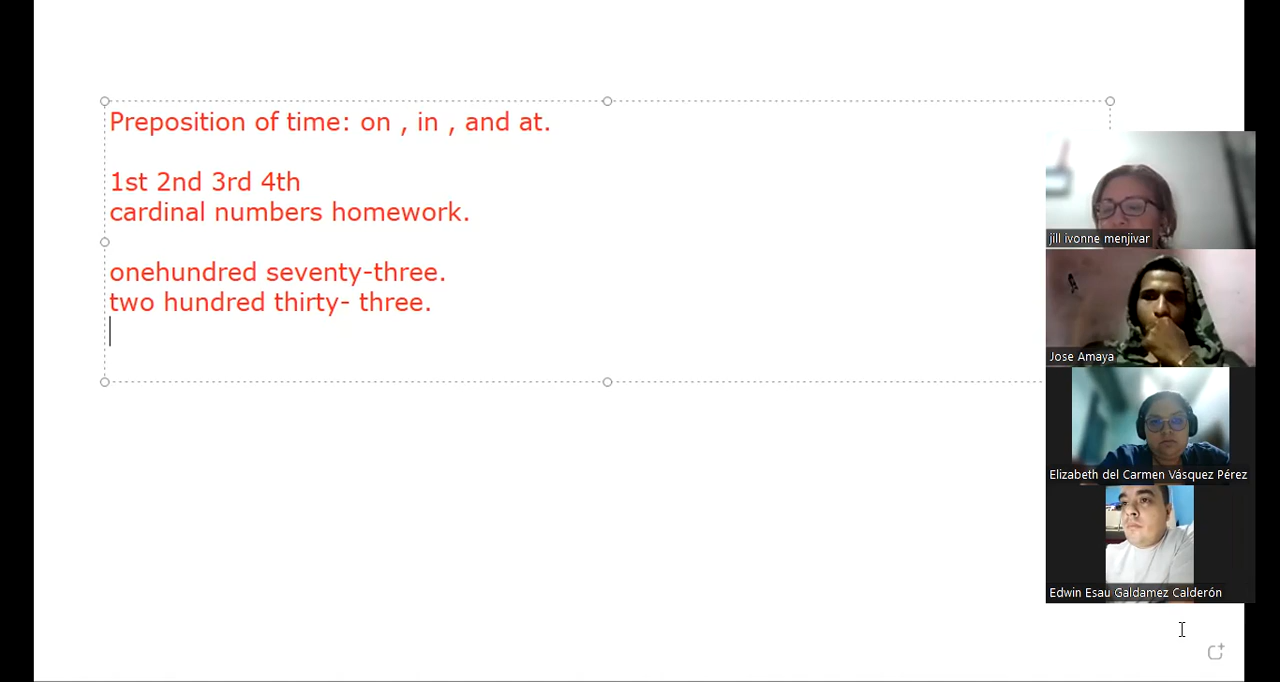 Preposition of time: on , in , and at.
1st 2nd 3rd 4th
cardinal numbers homework.
onehundred seventy-three.
two hundred thirty- three.
jill ivonne menjivar
Jose Amaya
Elizabeth del Carmen Vásquez Pérez
Edwin Esau Galdamez Calderón